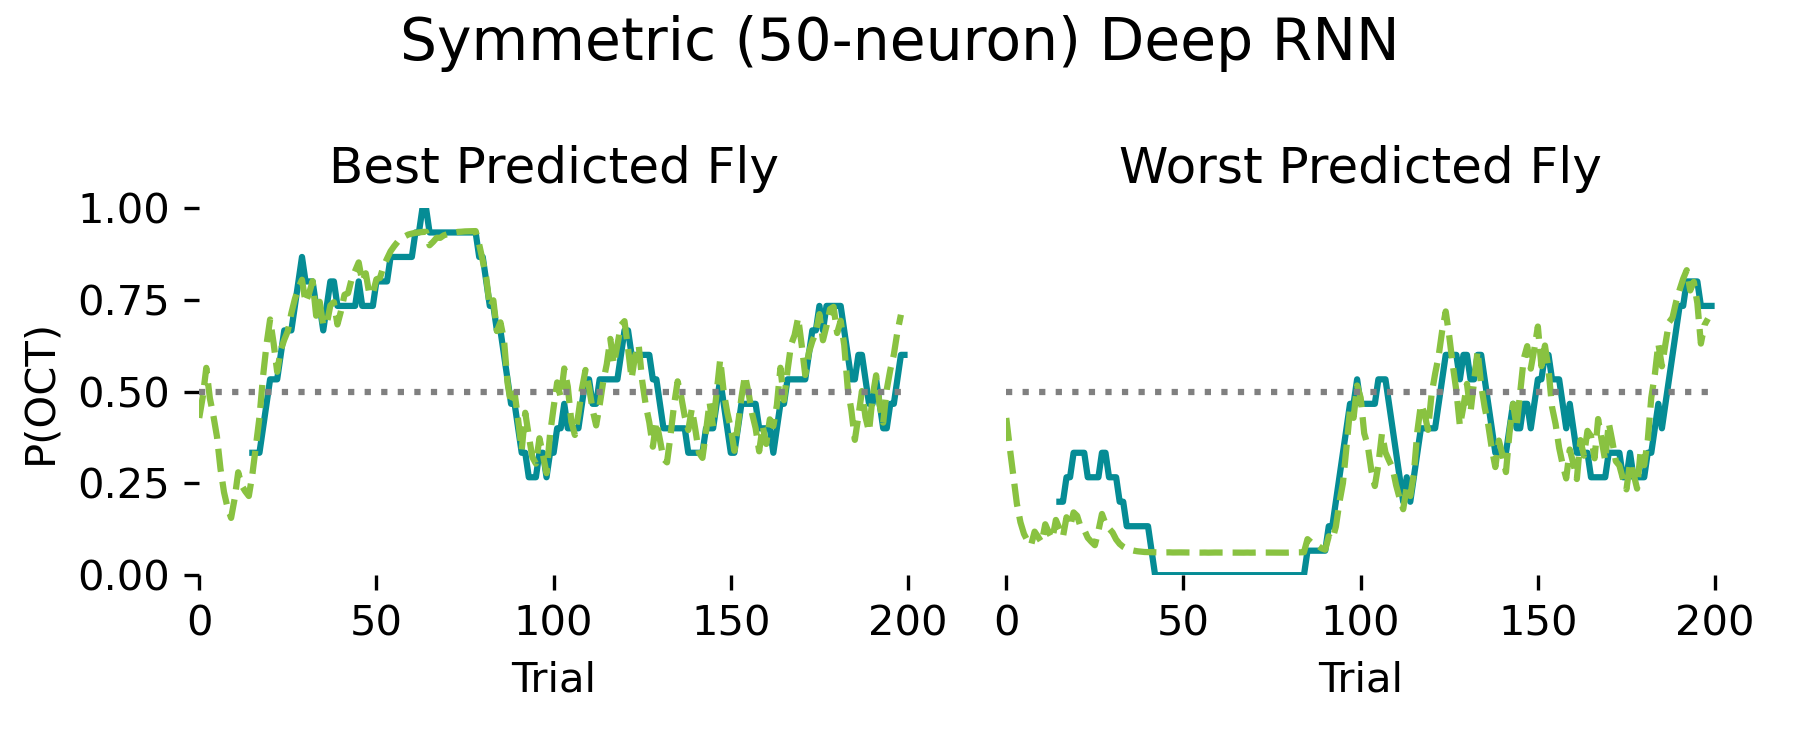 Symmetric (50-neuron) Deep RNN
Best Predicted Fly
Worst Predicted Fly
P(OCT)
1.00
0.75
0.50
0.25
0.00
0 50 100 150 200
0 50 100 150 200
Trial
Trial